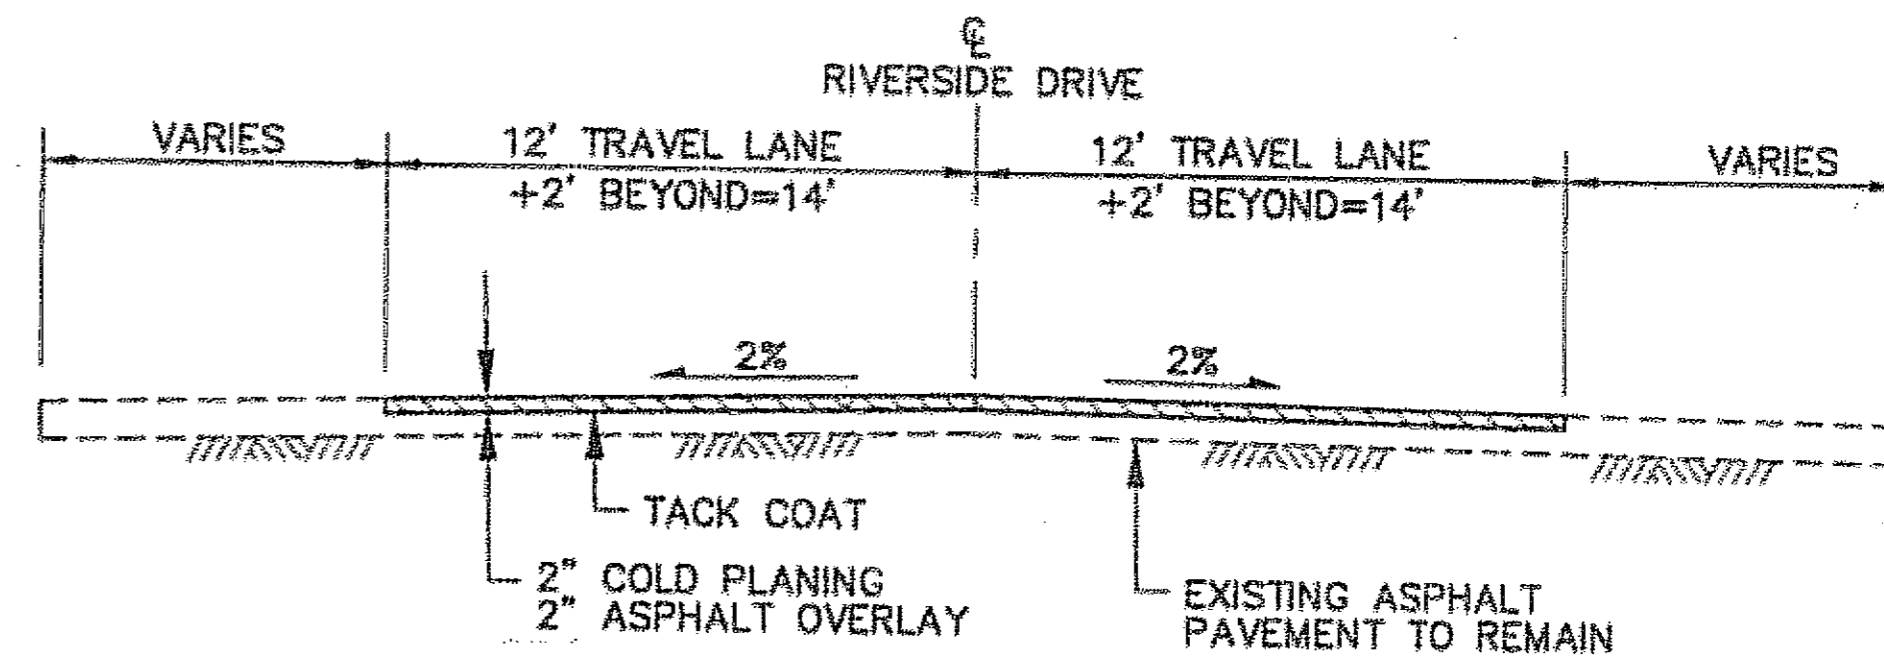 ℄
RIVERSIDE DRIVE
VARIES
12' TRAVEL LANE
+2' BEYOND=14'
12' TRAVEL LANE
+2' BEYOND=14'
VARIES
2%
2%
TACK COAT
2" COLD PLANING
2" ASPHALT OVERLAY
EXISTING ASPHALT
PAVEMENT TO REMAIN